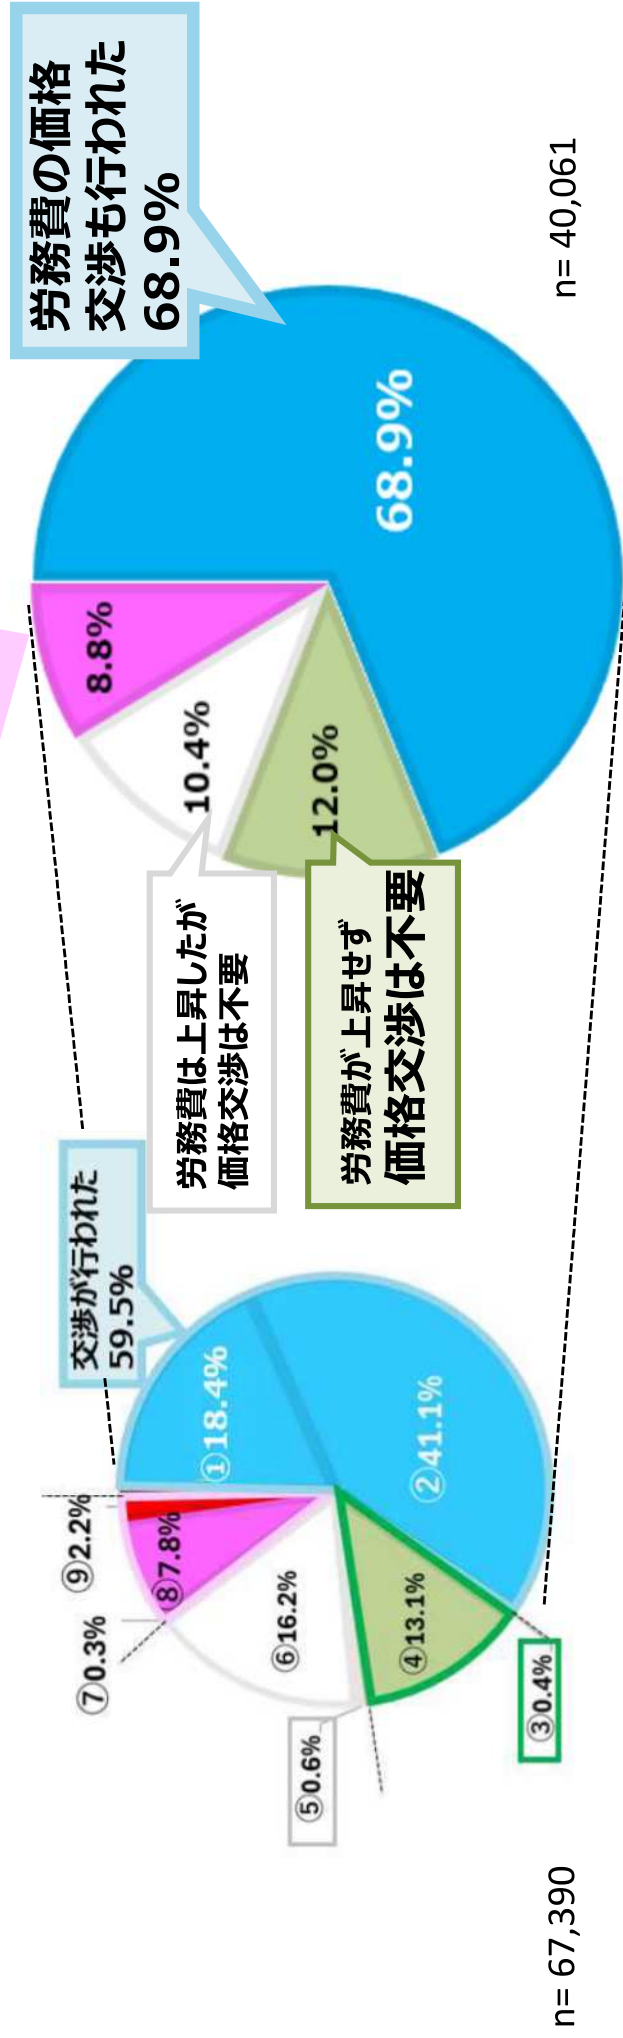 交渉が行われた
59.5%
①18.4%
②41.1%
③0.4%
④13.1%
⑤0.6%
⑥16.2%
⑦0.3%
⑧7.8%
⑨2.2%
n= 67,390
労務費の価格
交渉も行われた
68.9%
68.9%
12.0%
10.4%
8.8%
労務費は上昇したが
価格交渉は不要
労務費が上昇せず
価格交渉は不要
n= 40,061